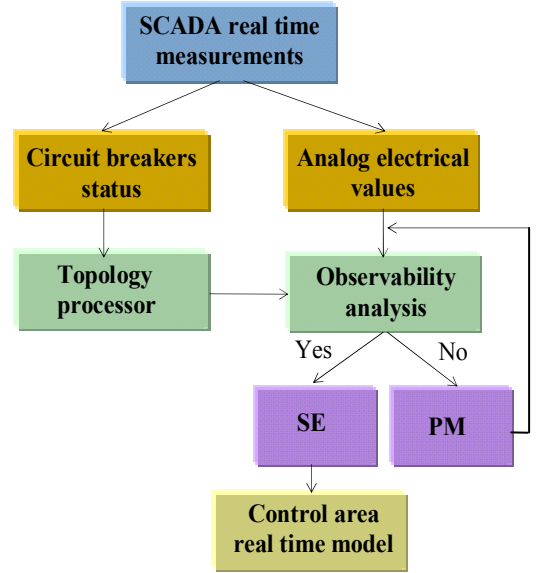 SCADA real time
measurements
Circuit breakers
status
Analog electrical
values
Topology
processor
Observability
analysis
Yes
No
SE
PM
Control area
real time model